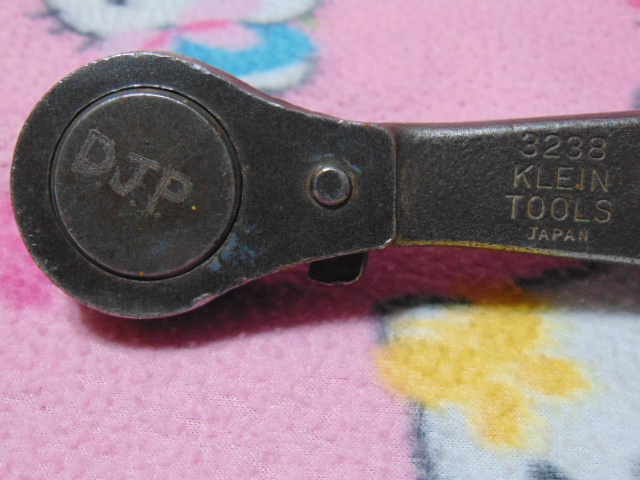 DJP
3238
KLEIN
TOOLS
JAPAN